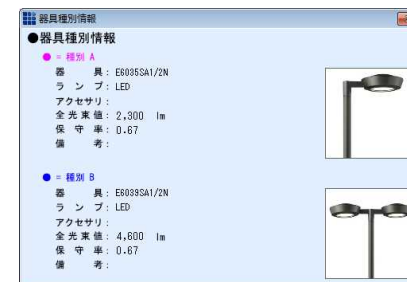 器具種別情報
●器具種別情報
● = 種別 A
器 具 : E6035SA1/2N
ラ ン プ : LED
アクセサリ :
全光束値 : 2,300 lm
保 守 率 : 0.67
備 考 :
● = 種別 B
器 具 : E6039SA1/2N
ラ ン プ : LED
アクセサリ :
全光束値 : 4,600 lm
保 守 率 : 0.67
備 考 :